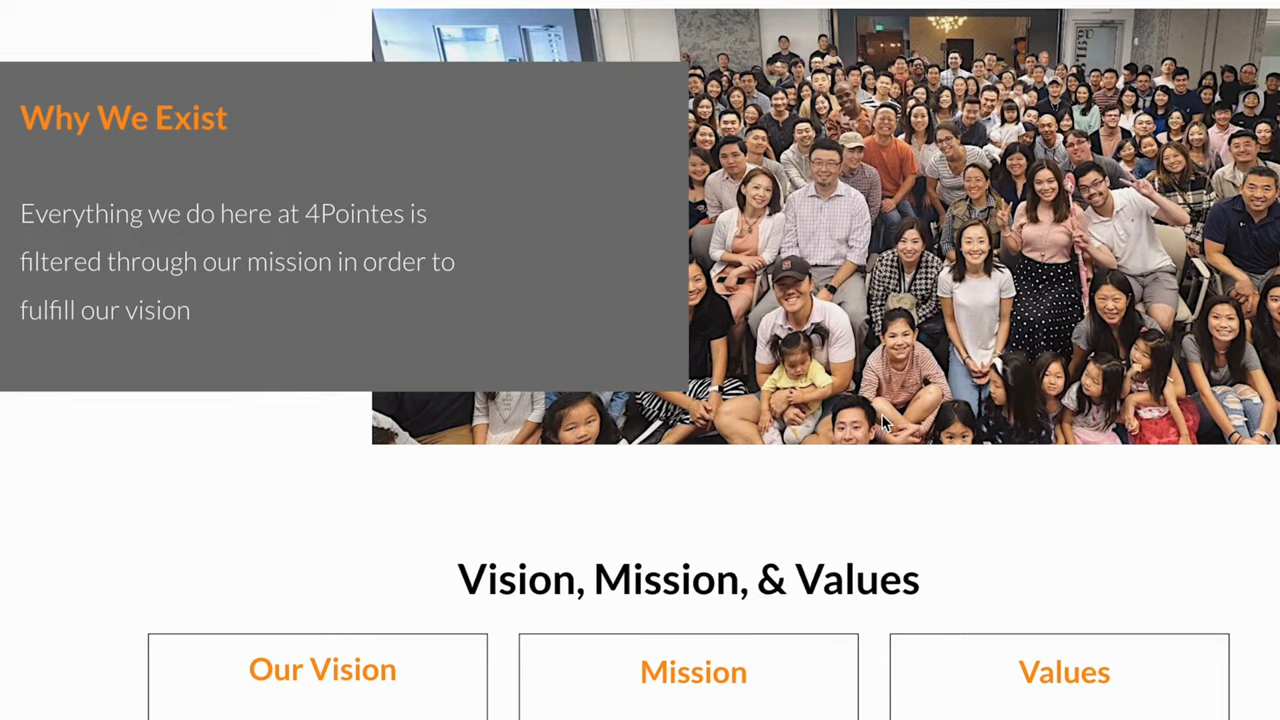 Why We Exist
Everything we do here at 4Pointes is
filtered through our mission in order to
fulfill our vision
Vision, Mission, & Values
Our Vision
Mission
Values